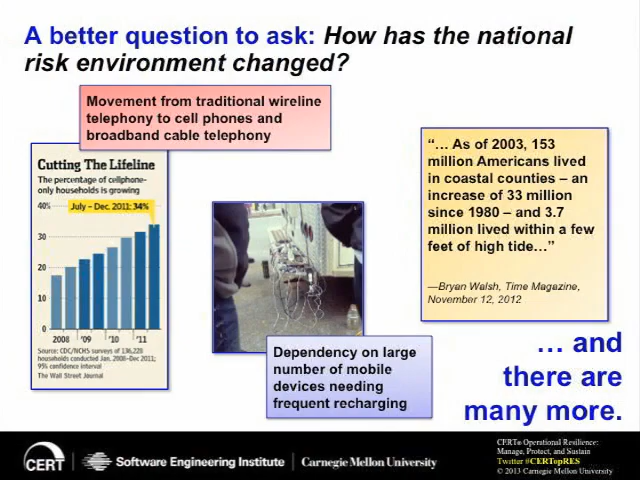 A better question to ask: How has the national
risk environment changed?
Movement from traditional wireline
telephony to cell phones and
broadband cable telephony
Cutting The Lifeline
The percentage of cellphone-
only households is growing
40%
July – Dec. 2011: 34%
30
20
10
0
2008 '09 '10 '11
Source: CDC/NCHS surveys of 136,228
households conducted Jan. 2008–Dec 2011;
95% confidence interval
The Wall Street Journal
Dependency on large
number of mobile
devices needing
frequent recharging
“… As of 2003, 153
million Americans lived
in coastal counties – an
increase of 33 million
since 1980 – and 3.7
million lived within a few
feet of high tide…”
—Bryan Walsh, Time Magazine,
November 12, 2012
… and
there are
many more.
CERT
Software Engineering Institute
Carnegie Mellon University
CERT® Operational Resilience:
Manage, Protect, and Sustain
Twitter #CERTopRES
© 2013 Carnegie Mellon University